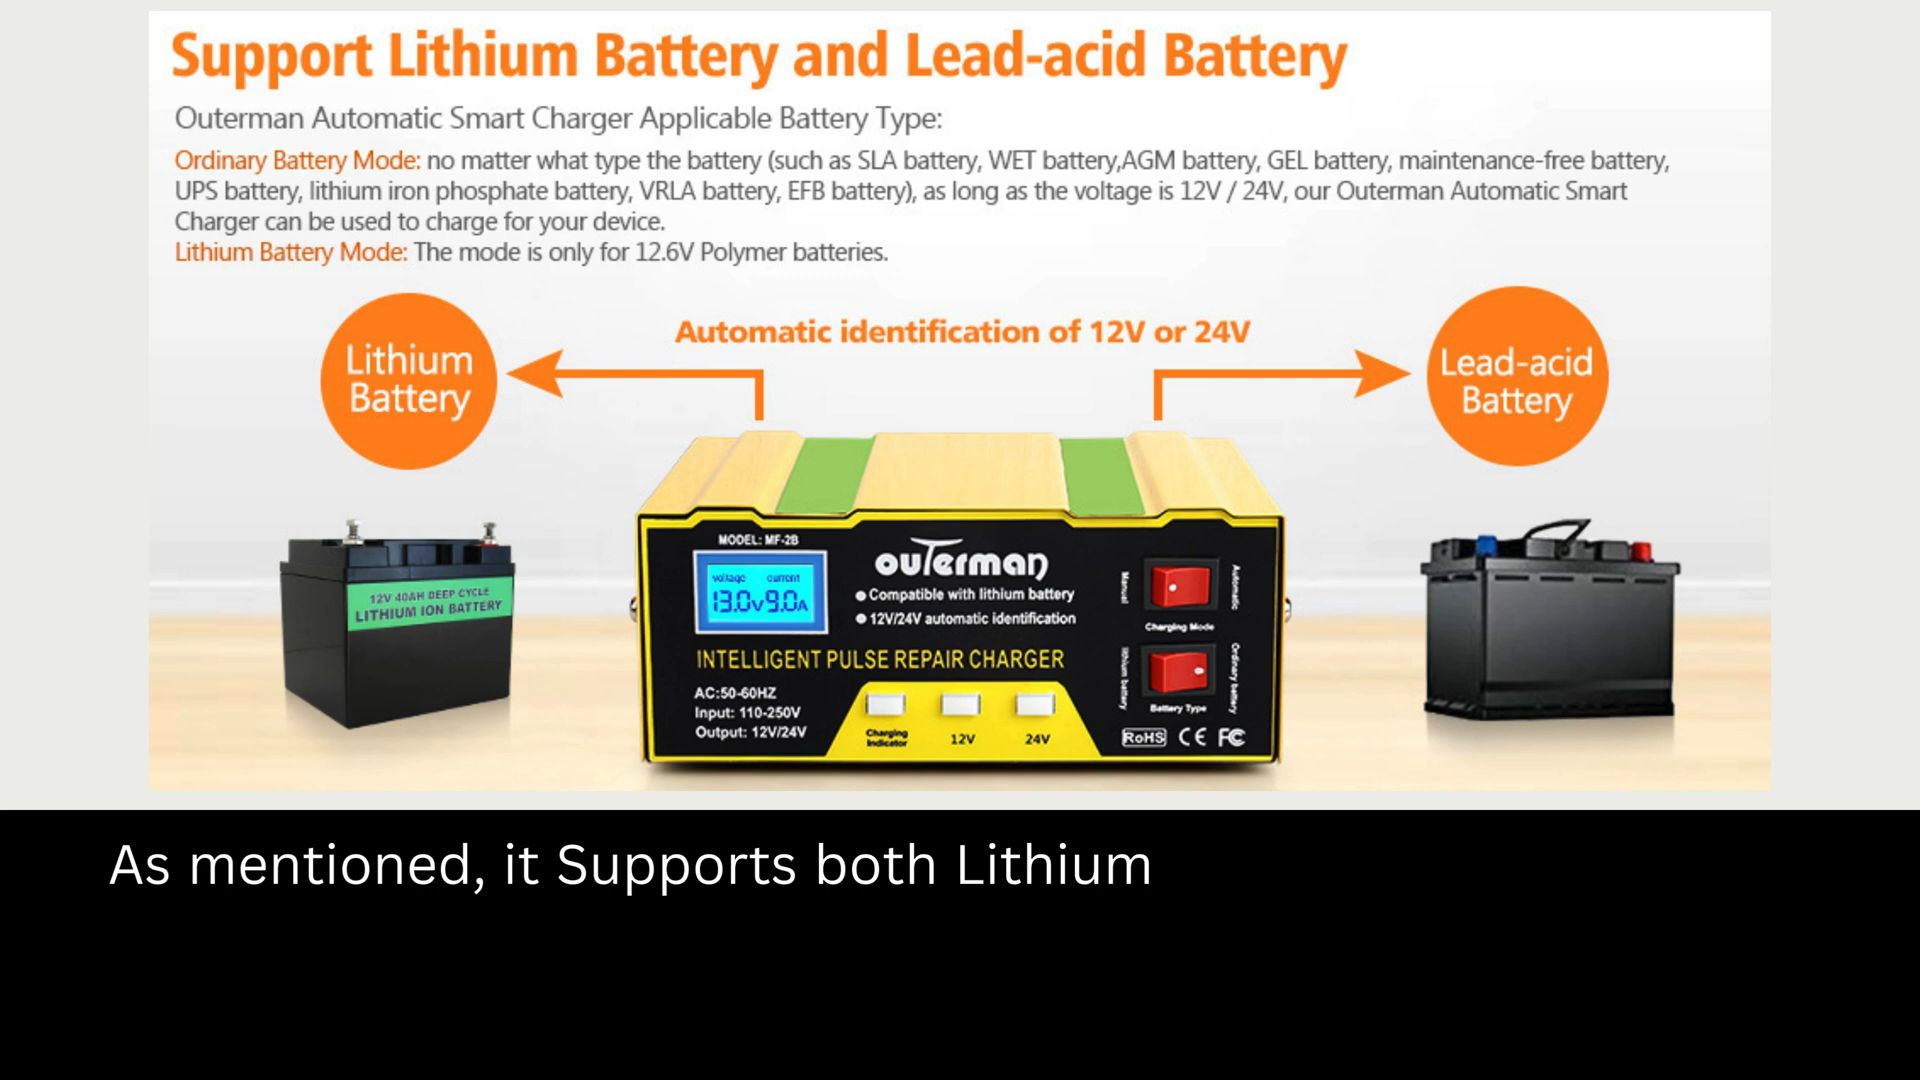 Support Lithium Battery and Lead-acid Battery
Outerman Automatic Smart Charger Applicable Battery Type:
Ordinary Battery Mode: no matter what type the battery (such as SLA battery, WET battery,AGM battery, GEL battery, maintenance-free battery,
UPS battery, lithium iron phosphate battery, VRLA battery, EFB battery), as long as the voltage is 12V / 24V, our Outerman Automatic Smart
Charger can be used to charge for your device.
Lithium Battery Mode: The mode is only for 12.6V Polymer batteries.
Automatic identification of 12V or 24V
Lithium
Battery
Lead-acid
Battery
12V 40AH DEEP CYCLE
LITHIUM ION BATTERY
MODEL: MF-2B
voltage current
13.0V 9.0A
outerman
Compatible with lithium battery
12V/24V automatic identification
INTELLIGENT PULSE REPAIR CHARGER
AC:50-60HZ
Input: 110-250V
Output: 12V/24V
Charging
Indicator
12V
24V
Manual
Automatic
Charging Mode
lithium battery
Ordinary battery
Battery Type
RoHS CE FC
As mentioned, it Supports both Lithium